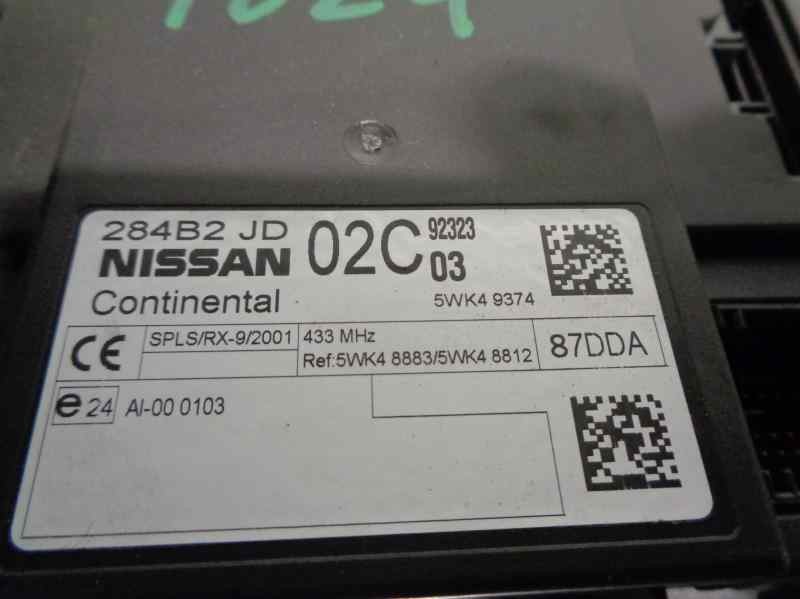 284B2 JD 02C 92323
NISSAN 03
Continental 5WK4 9374
CE SPLS/RX-9/2001 433 MHz 87DDA
Ref:5WK4 8883/5WK4 8812
e 24 AI-00 0103